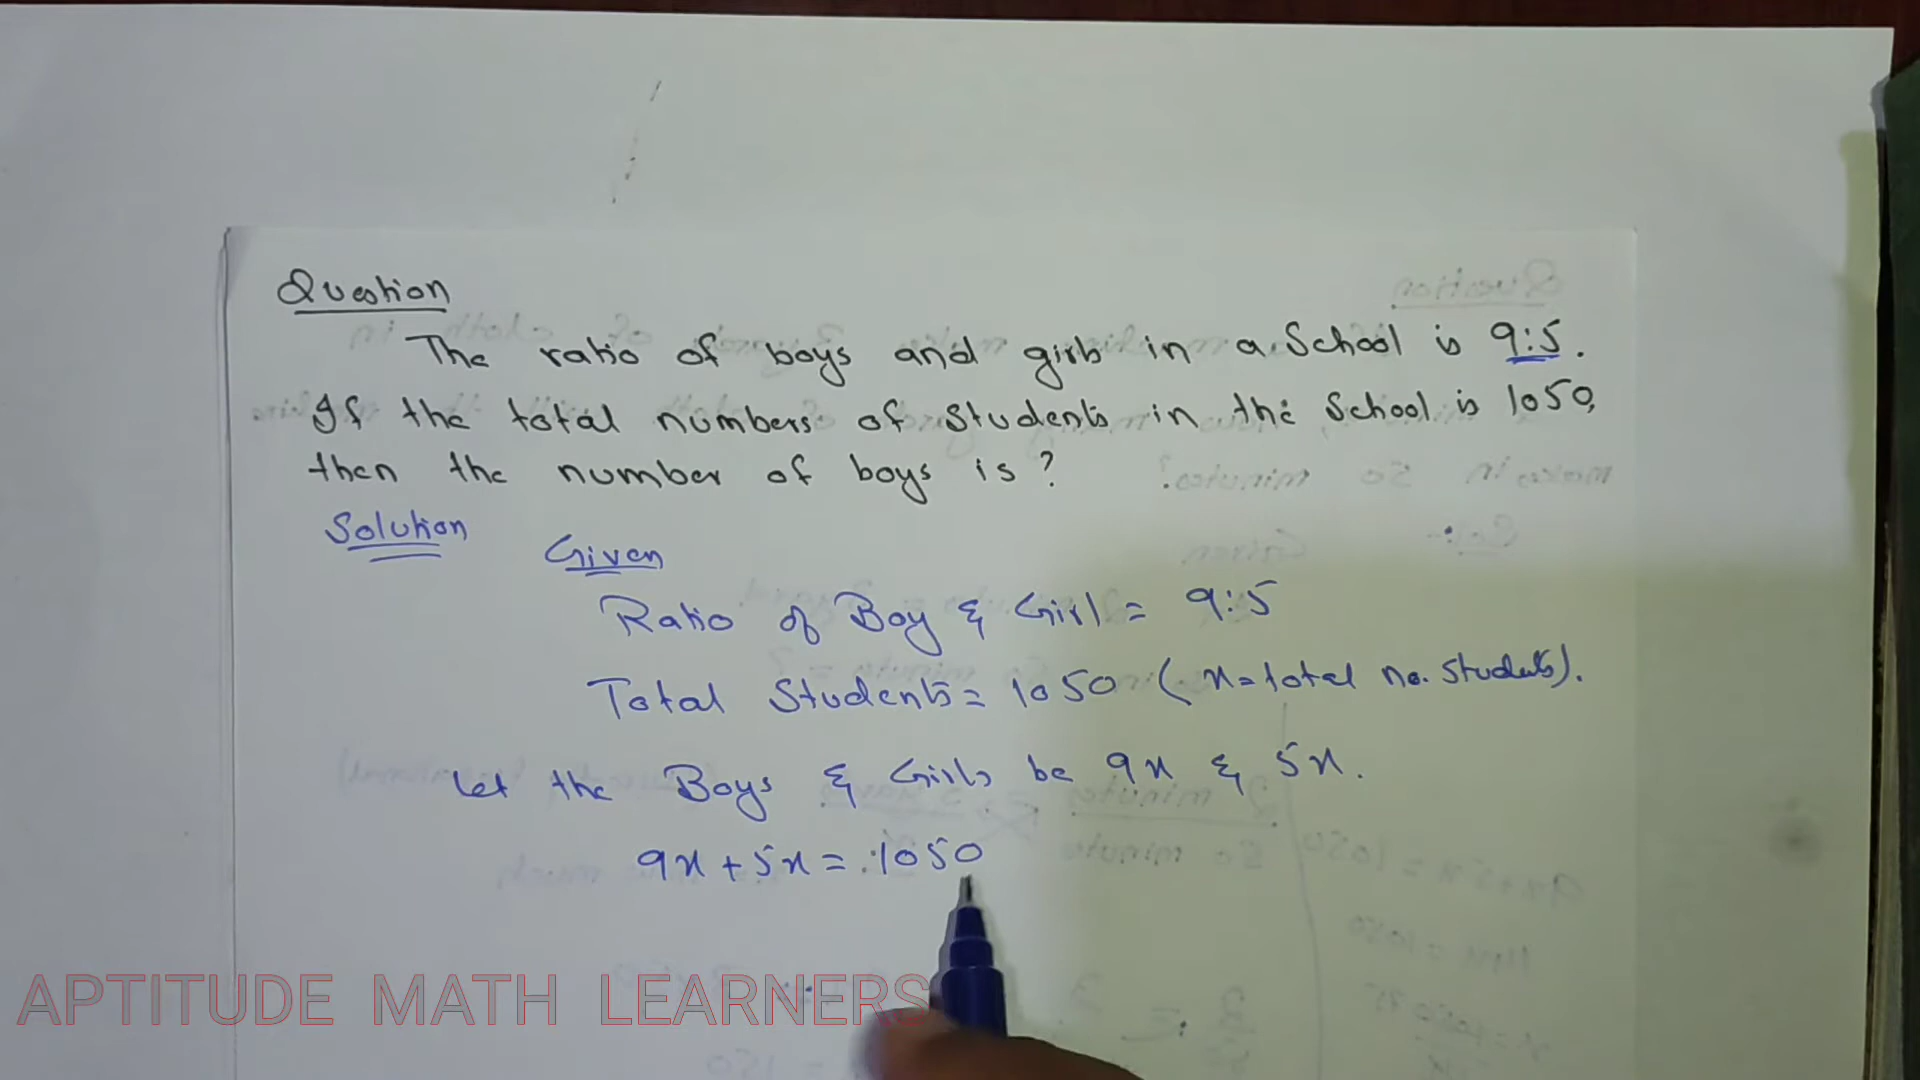 Question
The ratio of boys and girls in a School is 9:5.
If the total numbers of Students in the School is 1050,
then the number of boys is?
Solution
Given
Ratio of Boy & Girl = 9:5
Total Students = 1050 (x=total no. Students).
Let the Boys & Girls be 9x & 5x.
9x+5x= 1050
APTITUDE MATH LEARNERS